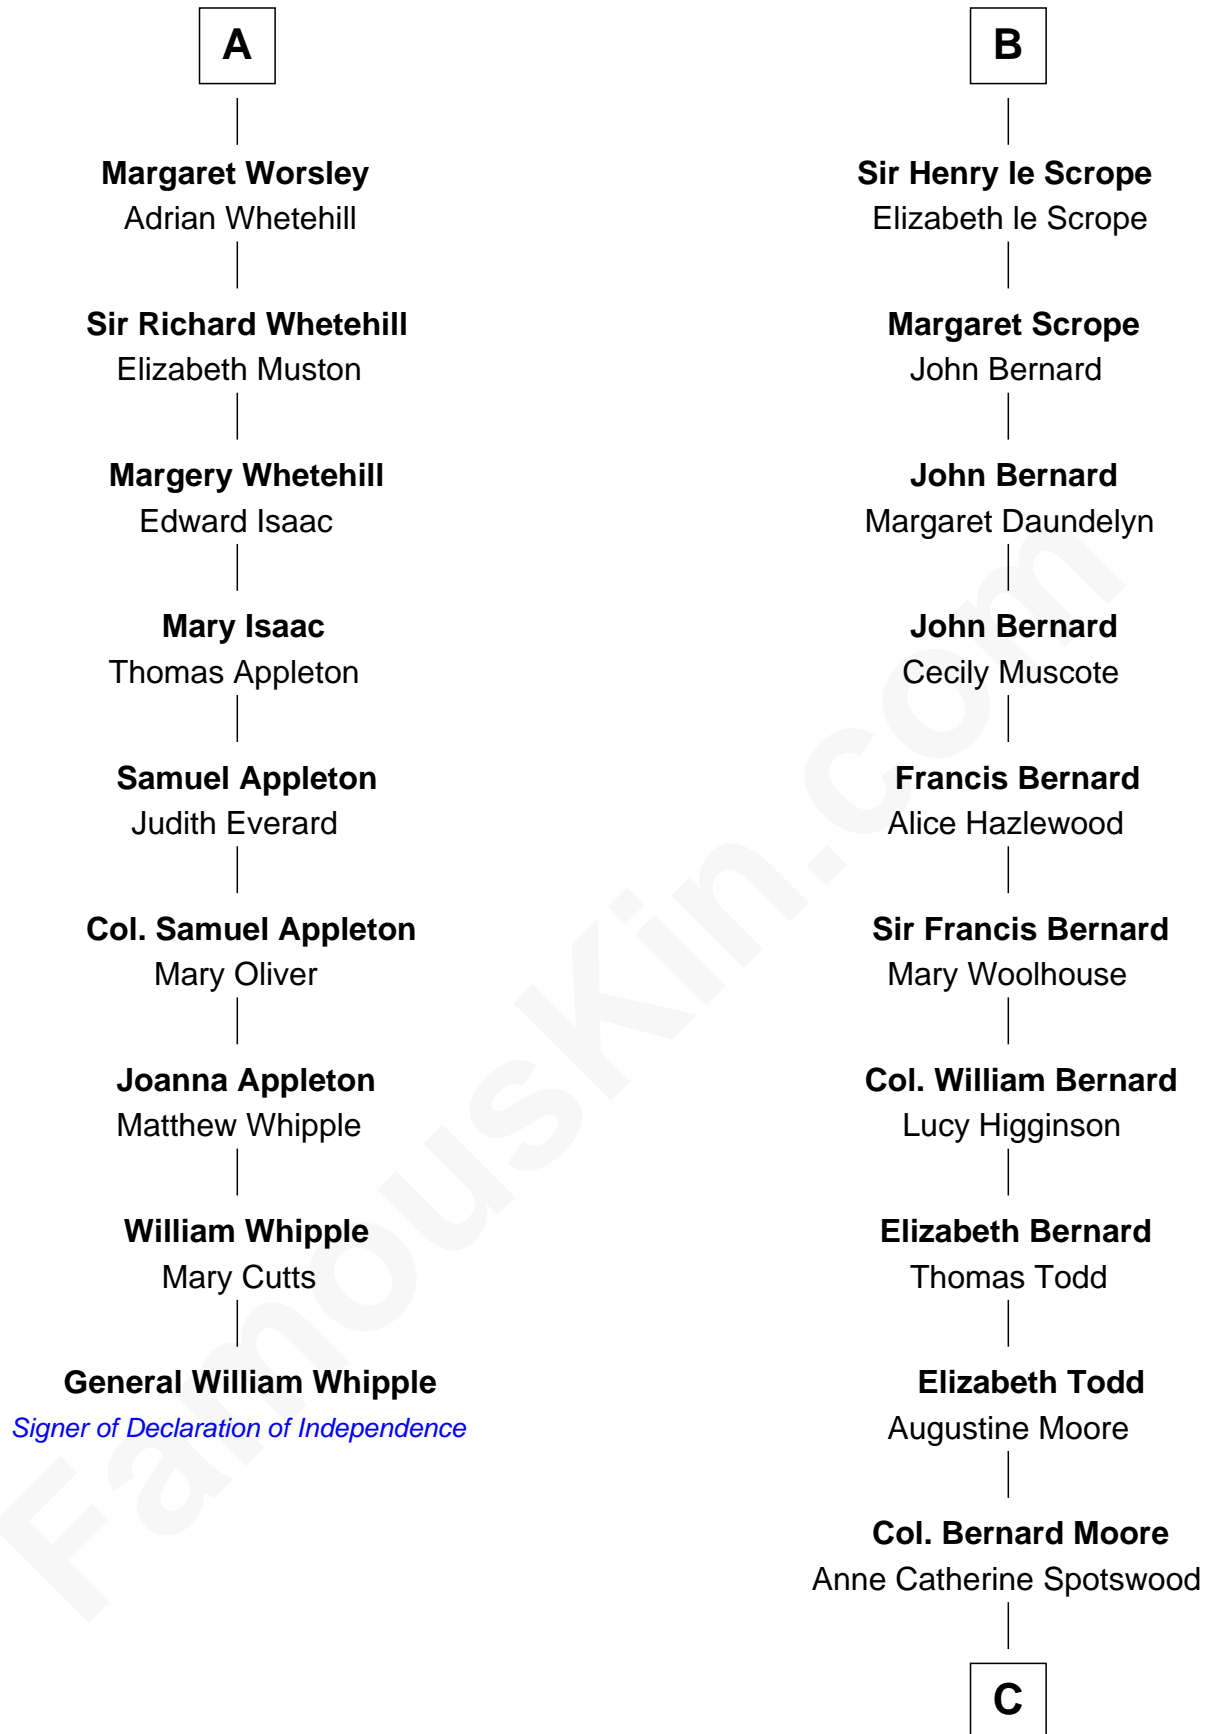 A
Margaret Worsley
Adrian Whetehill
Sir Richard Whetehill
Elizabeth Muston
Margery Whetehill
Edward Isaac
Mary Isaac
Thomas Appleton
Samuel Appleton
Judith Everard
Col. Samuel Appleton
Mary Oliver
Joanna Appleton
Matthew Whipple
William Whipple
Mary Cutts
General William Whipple
Signer of Declaration of Independence
B
Sir Henry le Scrope
Elizabeth le Scrope
Margaret Scrope
John Bernard
John Bernard
Margaret Daundelyn
John Bernard
Cecily Muscote
Francis Bernard
Alice Hazlewood
Sir Francis Bernard
Mary Woolhouse
Col. William Bernard
Lucy Higginson
Elizabeth Bernard
Thomas Todd
Elizabeth Todd
Augustine Moore
Col. Bernard Moore
Anne Catherine Spotswood
C
FamousKin.com